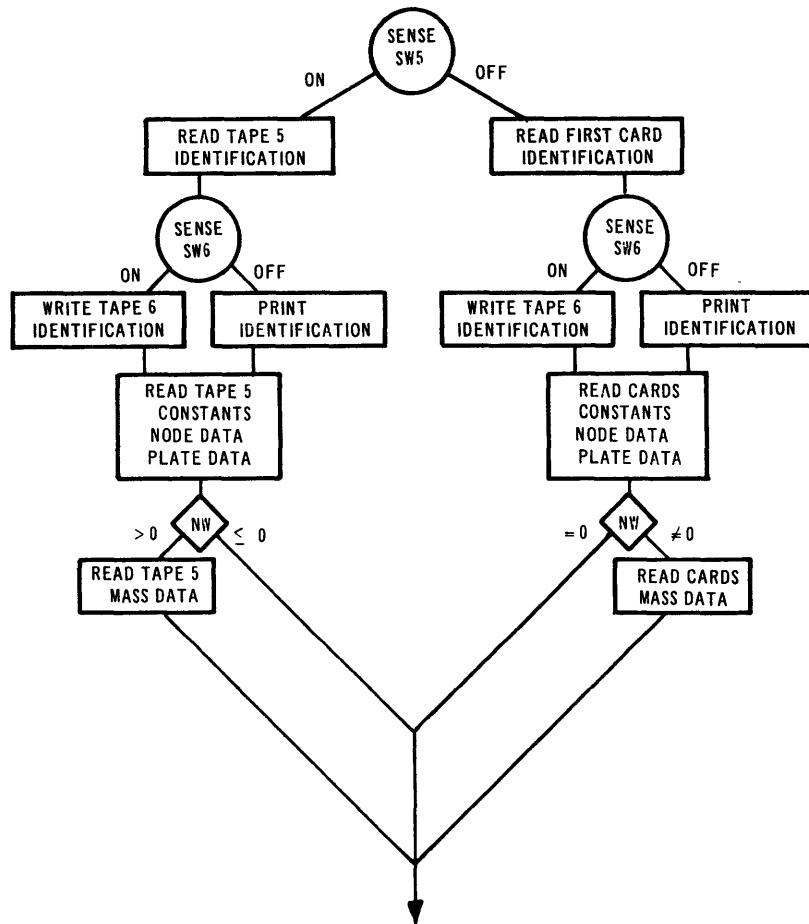 SENSE
SW5
ON
OFF
READ TAPE 5
IDENTIFICATION
READ FIRST CARD
IDENTIFICATION
SENSE
SW6
SENSE
SW6
ON
OFF
ON
OFF
WRITE TAPE 6
IDENTIFICATION
PRINT
IDENTIFICATION
WRITE TAPE 6
IDENTIFICATION
PRINT
IDENTIFICATION
READ TAPE 5
CONSTANTS
NODE DATA
PLATE DATA
READ CARDS
CONSTANTS
NODE DATA
PLATE DATA
>0
NW
≤ 0
=0
NW
≠0
READ TAPE 5
MASS DATA
READ CARDS
MASS DATA